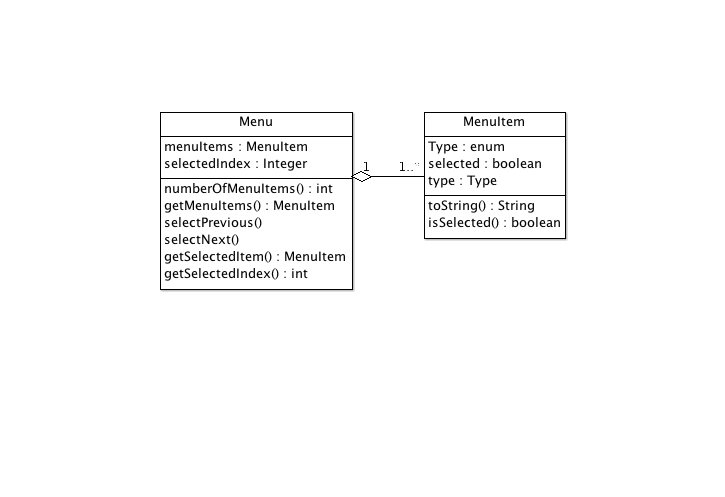 Menu
menuItems : MenuItem
selectedIndex : Integer
numberOfMenuItems() : int
getMenuItems() : MenuItem
selectPrevious()
selectNext()
getSelectedItem() : MenuItem
getSelectedIndex() : int
1
1..*
MenuItem
Type : enum
selected : boolean
type : Type
toString() : String
isSelected() : boolean